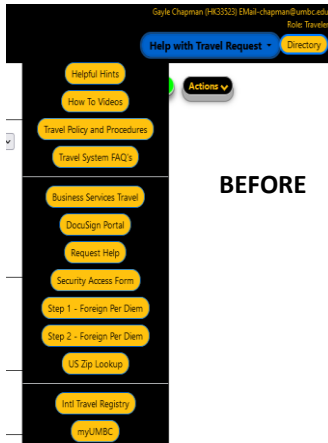 Gayle Chapman (HK33523) EMail-chapman@umbc.edu
Role: Traveler
Help with Travel Request
Directory
Helpful Hints
Actions
How To Videos
Travel Policy and Procedures
Travel System FAQ's
BEFORE
Business Services Travel
DocuSign Portal
Request Help
Security Access Form
Step 1 - Foreign Per Diem
Step 2 - Foreign Per Diem
US Zip Lookup
Intl Travel Registry
myUMBC